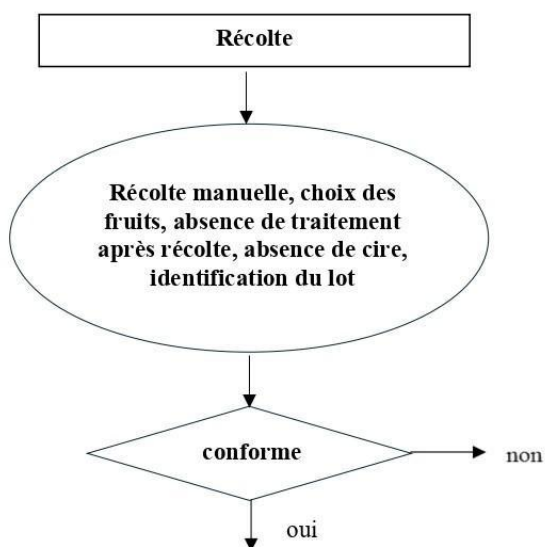 Récolte
Récolte manuelle, choix des
fruits, absence de traitement
après récolte, absence de cire,
identification du lot
conforme
non
oui